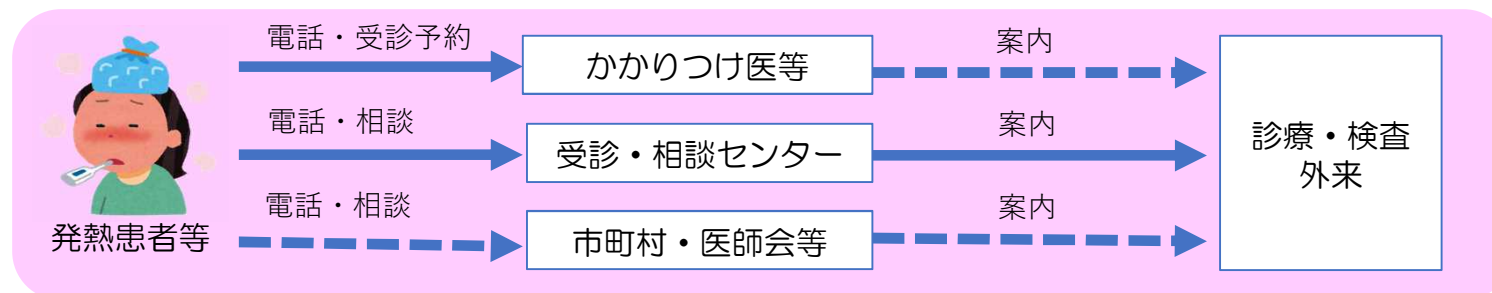 電話・受診予約
かかりつけ医等
案内
電話・相談
受診・相談センター
案内
診療・検査
外来
電話・相談
市町村・医師会等
案内
発熱患者等